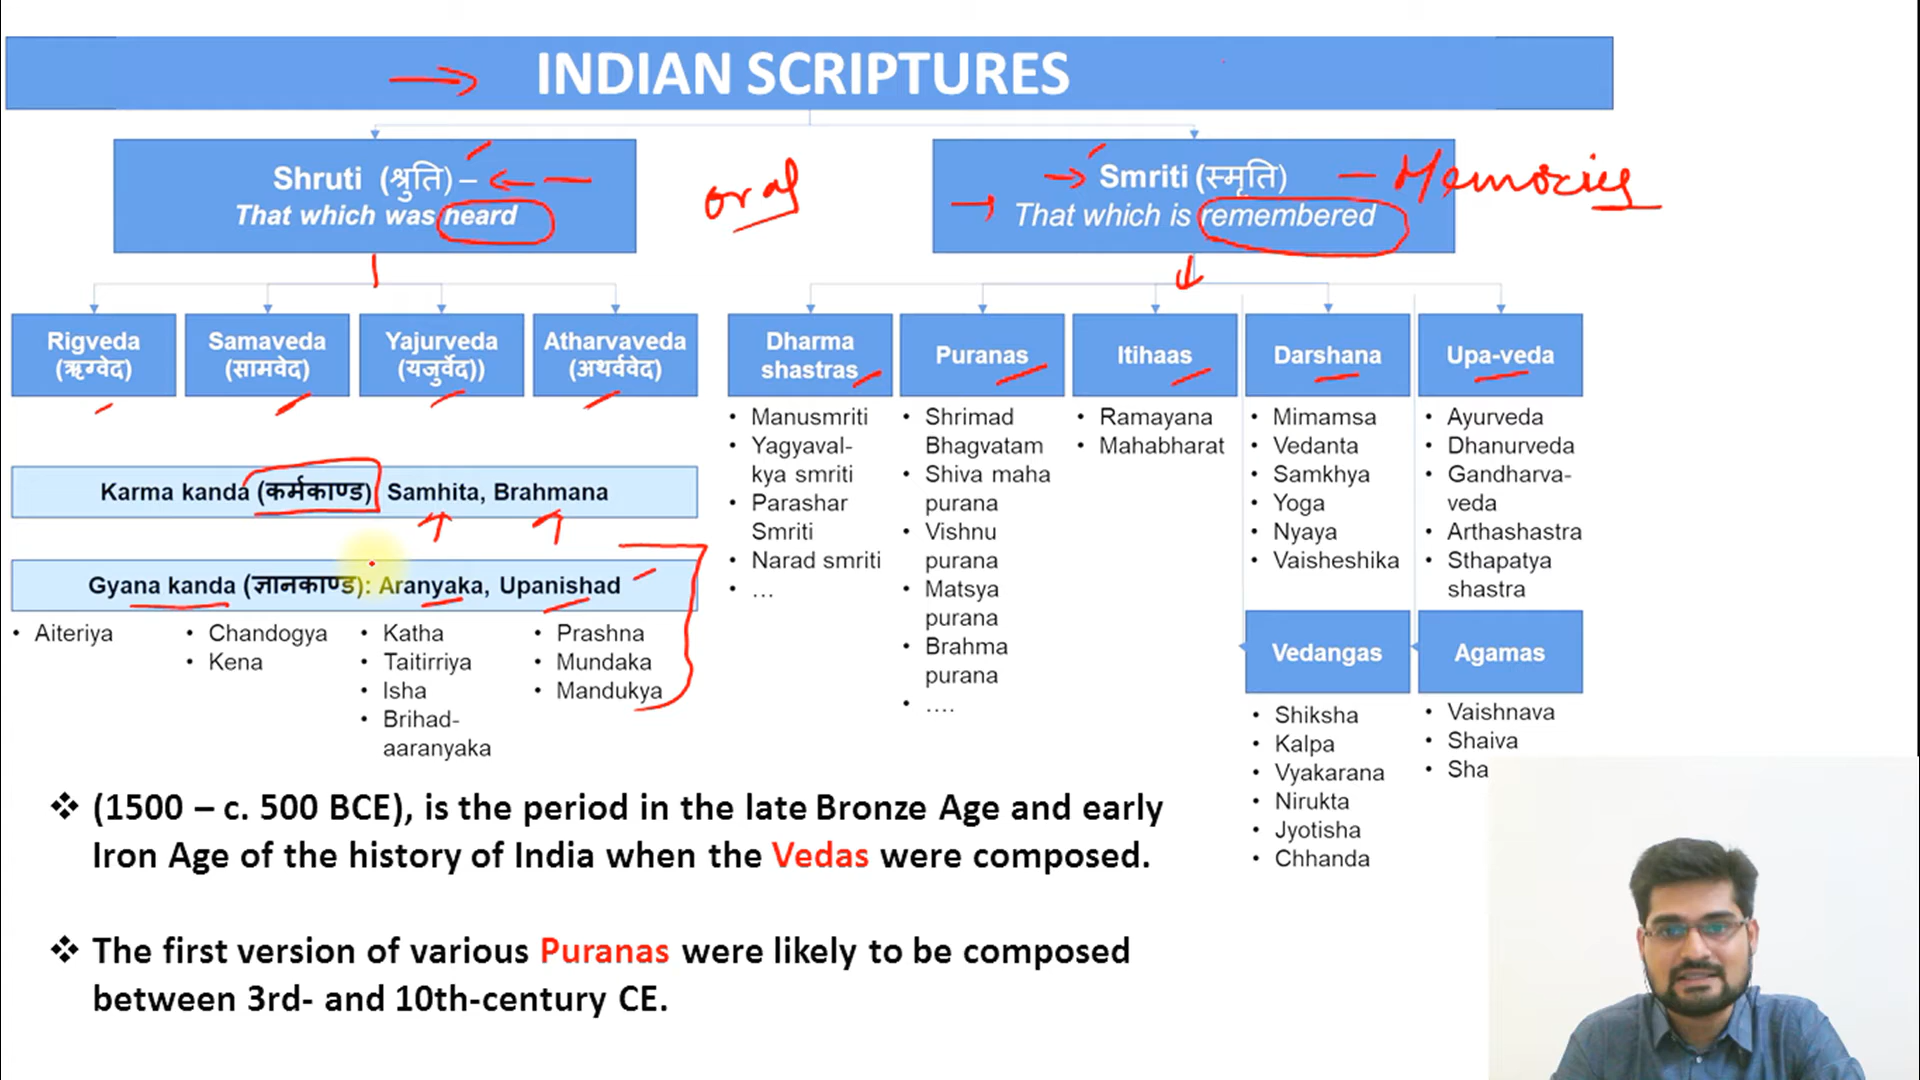 INDIAN SCRIPTURES
Shruti (श्रुति) –
That which was heard
oral
Smriti (स्मृति)
– Memories
That which is remembered
Rigveda
(ऋग्वेद)
Samaveda
(सामवेद)
Yajurveda
(यजुर्वेद))
Atharvaveda
(अथर्ववेद)
Dharma
shastras
Puranas
Itihaas
Darshana
Upa-veda
Karma kanda (कर्मकाण्ड) Samhita, Brahmana
Gyana kanda (ज्ञानकाण्ड): Aranyaka, Upanishad
• Aiteriya
• Chandogya
• Kena
• Katha
• Taitirriya
• Isha
• Brihad-
aaranyaka
• Prashna
• Mundaka
• Mandukya
• Manusmriti
• Yagyaval-
kya smriti
• Parashar
Smriti
• Narad smriti
• ...
• Shrimad
Bhagvatam
• Shiva maha
purana
• Vishnu
purana
• Matsya
purana
• Brahma
purana
• ....
• Ramayana
• Mahabharat
• Mimamsa
• Vedanta
• Samkhya
• Yoga
• Nyaya
• Vaisheshika
• Ayurveda
• Dhanurveda
• Gandharva-
veda
• Arthashastra
• Sthapatya
shastra
Vedangas
• Shiksha
• Kalpa
• Vyakarana
• Nirukta
• Jyotisha
• Chhanda
Agamas
• Vaishnava
• Shaiva
• Sha
❖ (1500 – c. 500 BCE), is the period in the late Bronze Age and early
Iron Age of the history of India when the Vedas were composed.
❖ The first version of various Puranas were likely to be composed
between 3rd- and 10th-century CE.